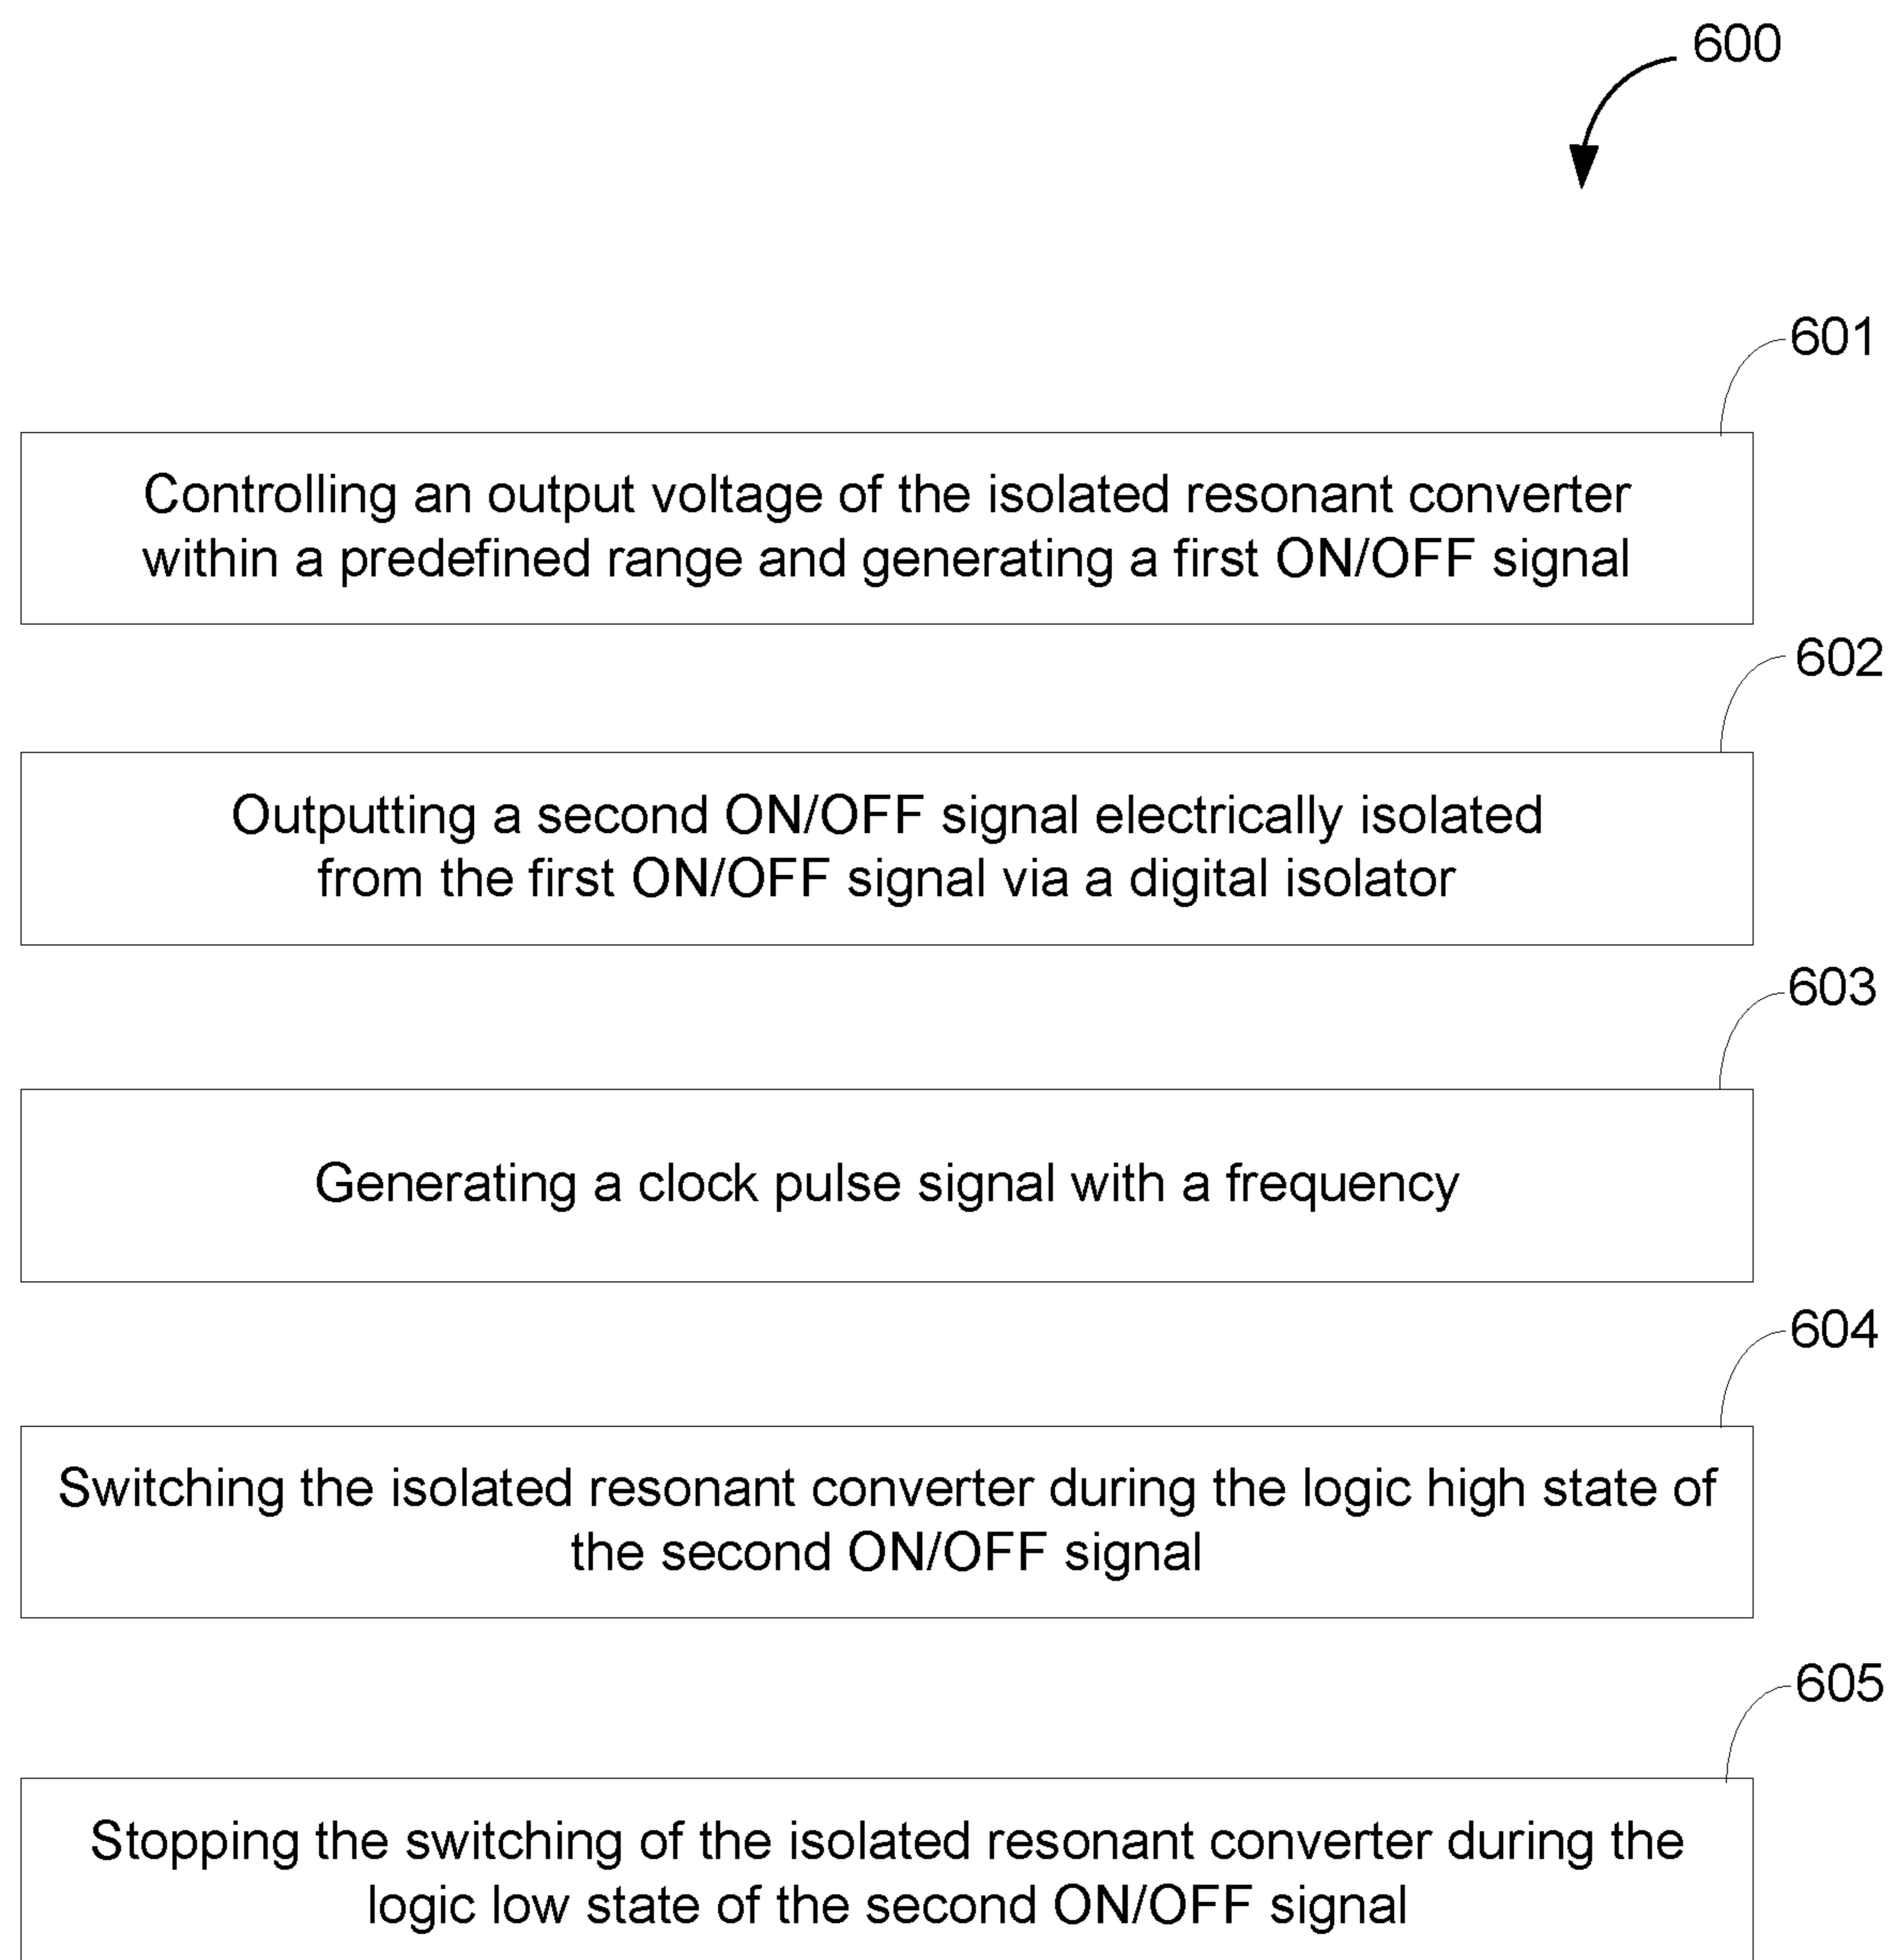 600
601
Controlling an output voltage of the isolated resonant converter
within a predefined range and generating a first ON/OFF signal
602
Outputting a second ON/OFF signal electrically isolated
from the first ON/OFF signal via a digital isolator
603
Generating a clock pulse signal with a frequency
604
Switching the isolated resonant converter during the logic high state of
the second ON/OFF signal
605
Stopping the switching of the isolated resonant converter during the
logic low state of the second ON/OFF signal